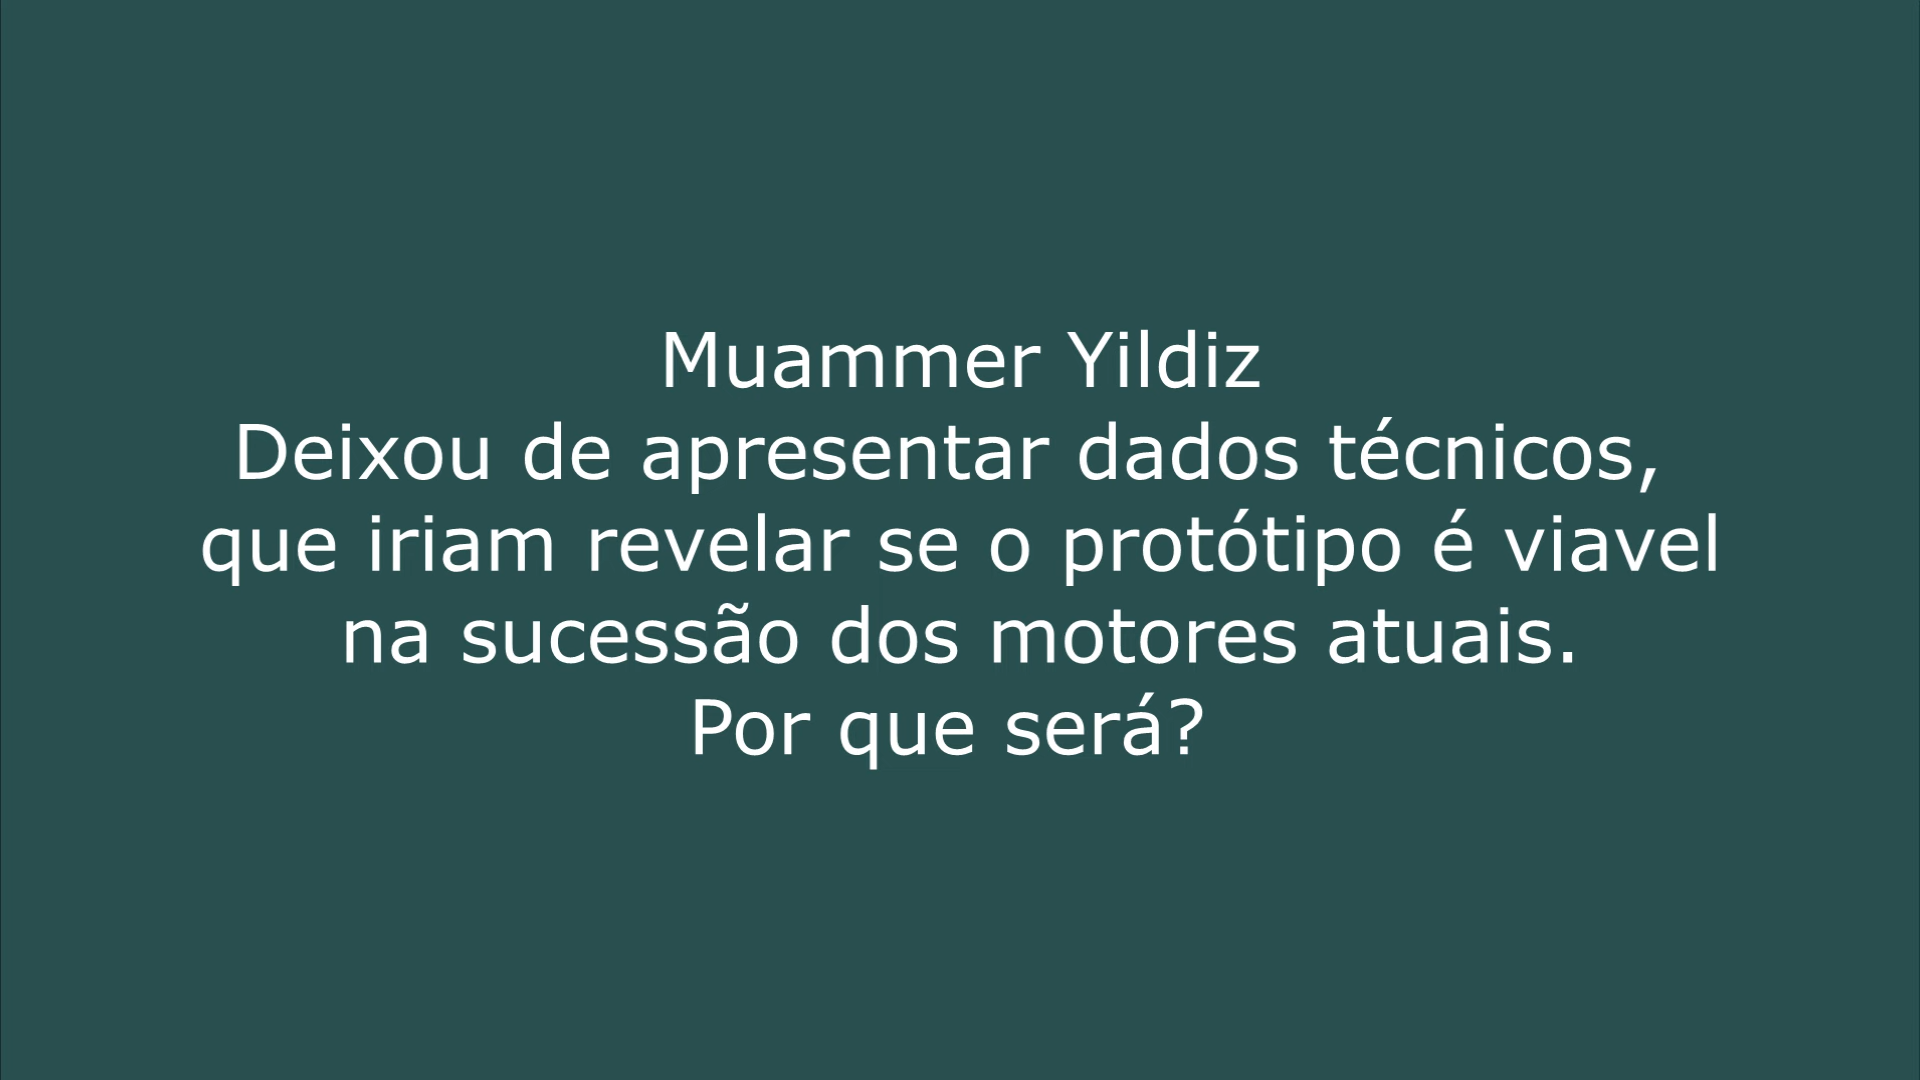 Muammer Yildiz
Deixou de apresentar dados técnicos,
que iriam revelar se o protótipo é viavel
na sucessão dos motores atuais.
Por que será?